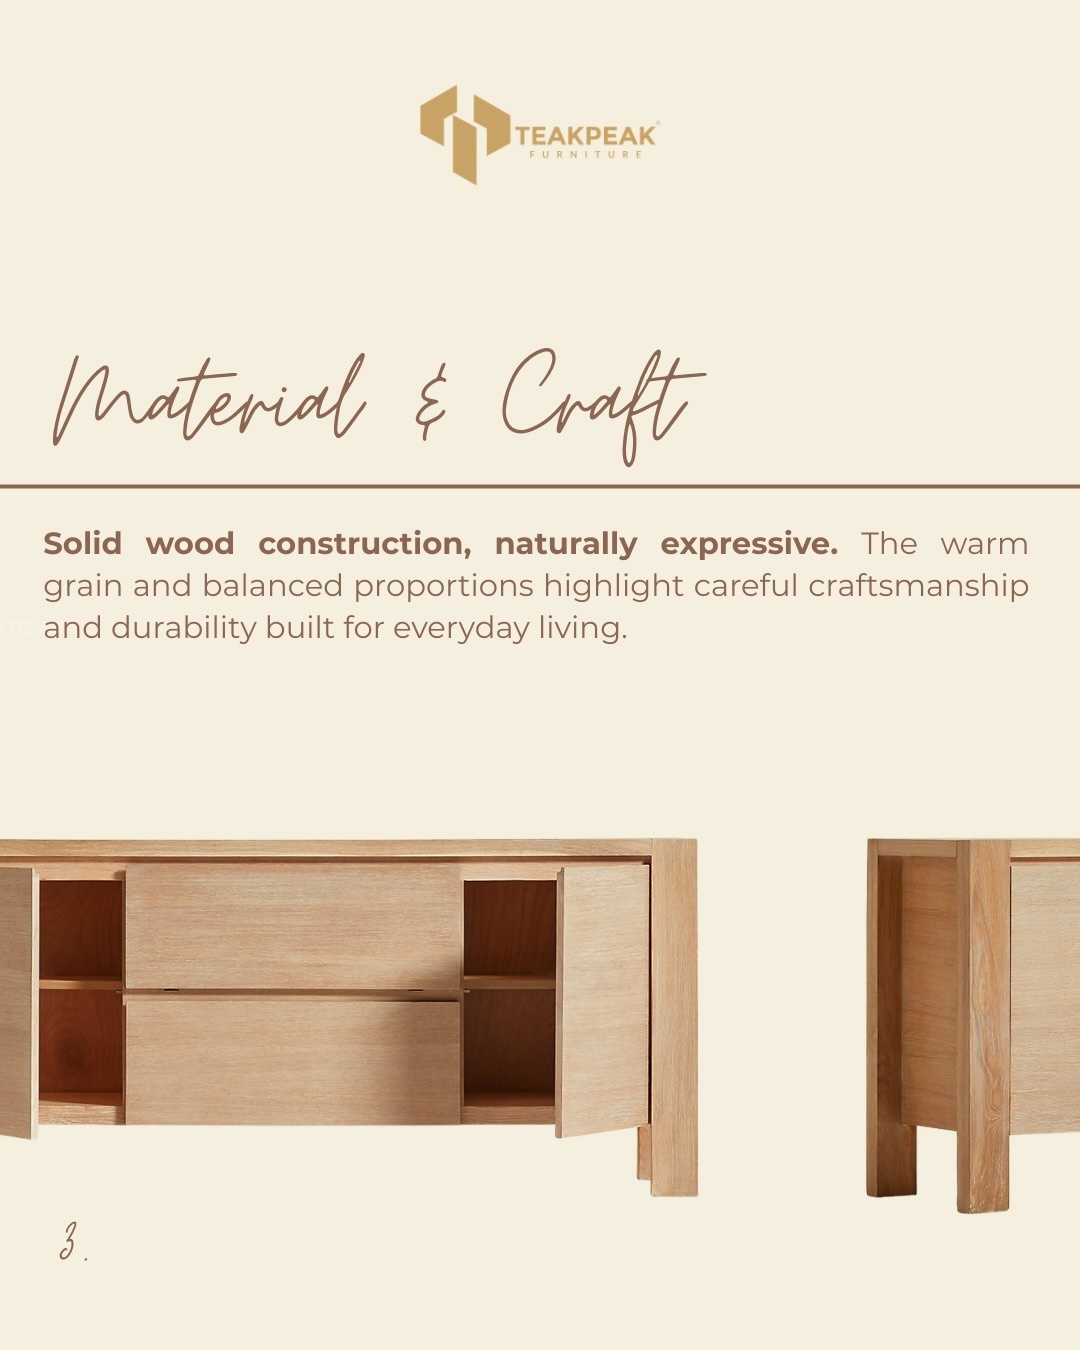 TEAKPEAK
FURNITURE
Material & Craft
Solid wood construction, naturally expressive. The warm
grain and balanced proportions highlight careful craftsmanship
and durability built for everyday living.
3.